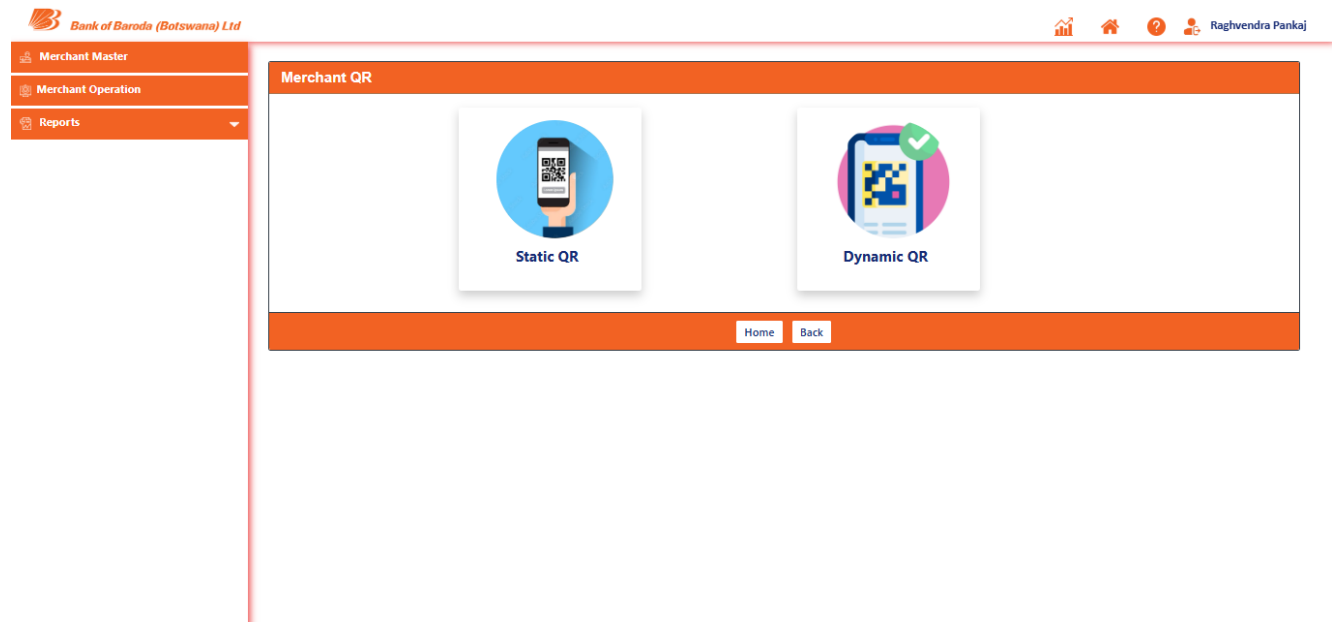 Bank of Baroda (Botswana) Ltd
Raghvendra Pankaj
Merchant Master
Merchant Operation
Reports
Merchant QR
Static QR
Dynamic QR
Home
Back